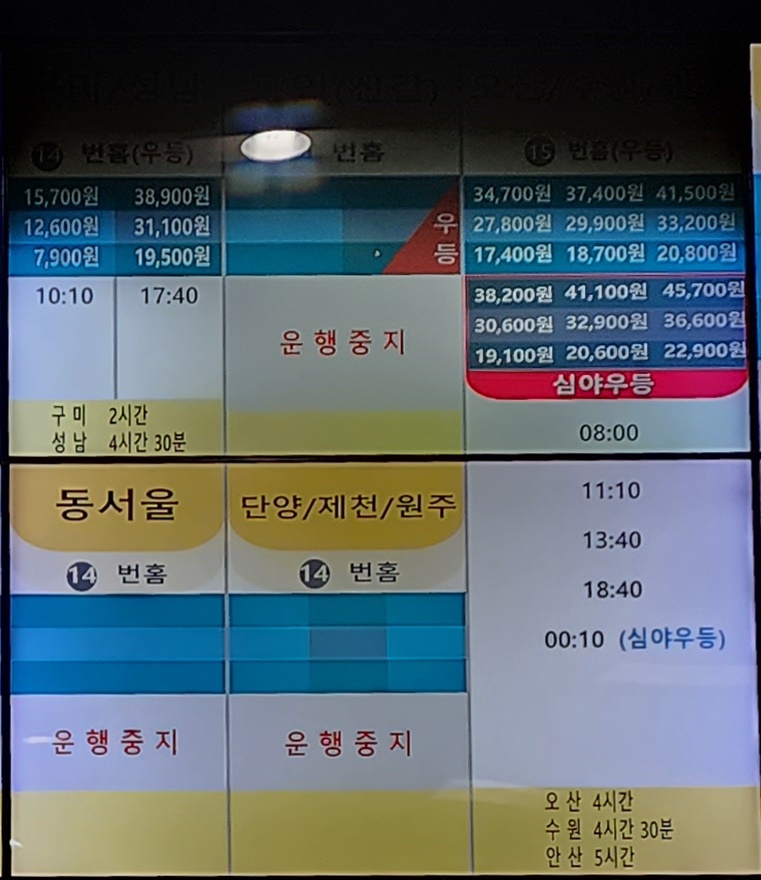 14 번홈(우등)
15,700원 38,900원
12,600원 31,100원
7,900원 19,500원
10:10 17:40
구미 2시간
성남 4시간 30분
번홈
우
등
운행중지
15 번홈(우등)
34,700원 37,400원 41,500원
27,800원 29,900원 33,200원
17,400원 18,700원 20,800원
38,200원 41,100원 45,700원
30,600원 32,900원 36,600원
19,100원 20,600원 22,900원
심야우등
08:00
11:10
13:40
18:40
00:10 (심야우등)
오산 4시간
수원 4시간 30분
안산 5시간
동서울
14 번홈
운행중지
단양/제천/원주
14 번홈
운행중지